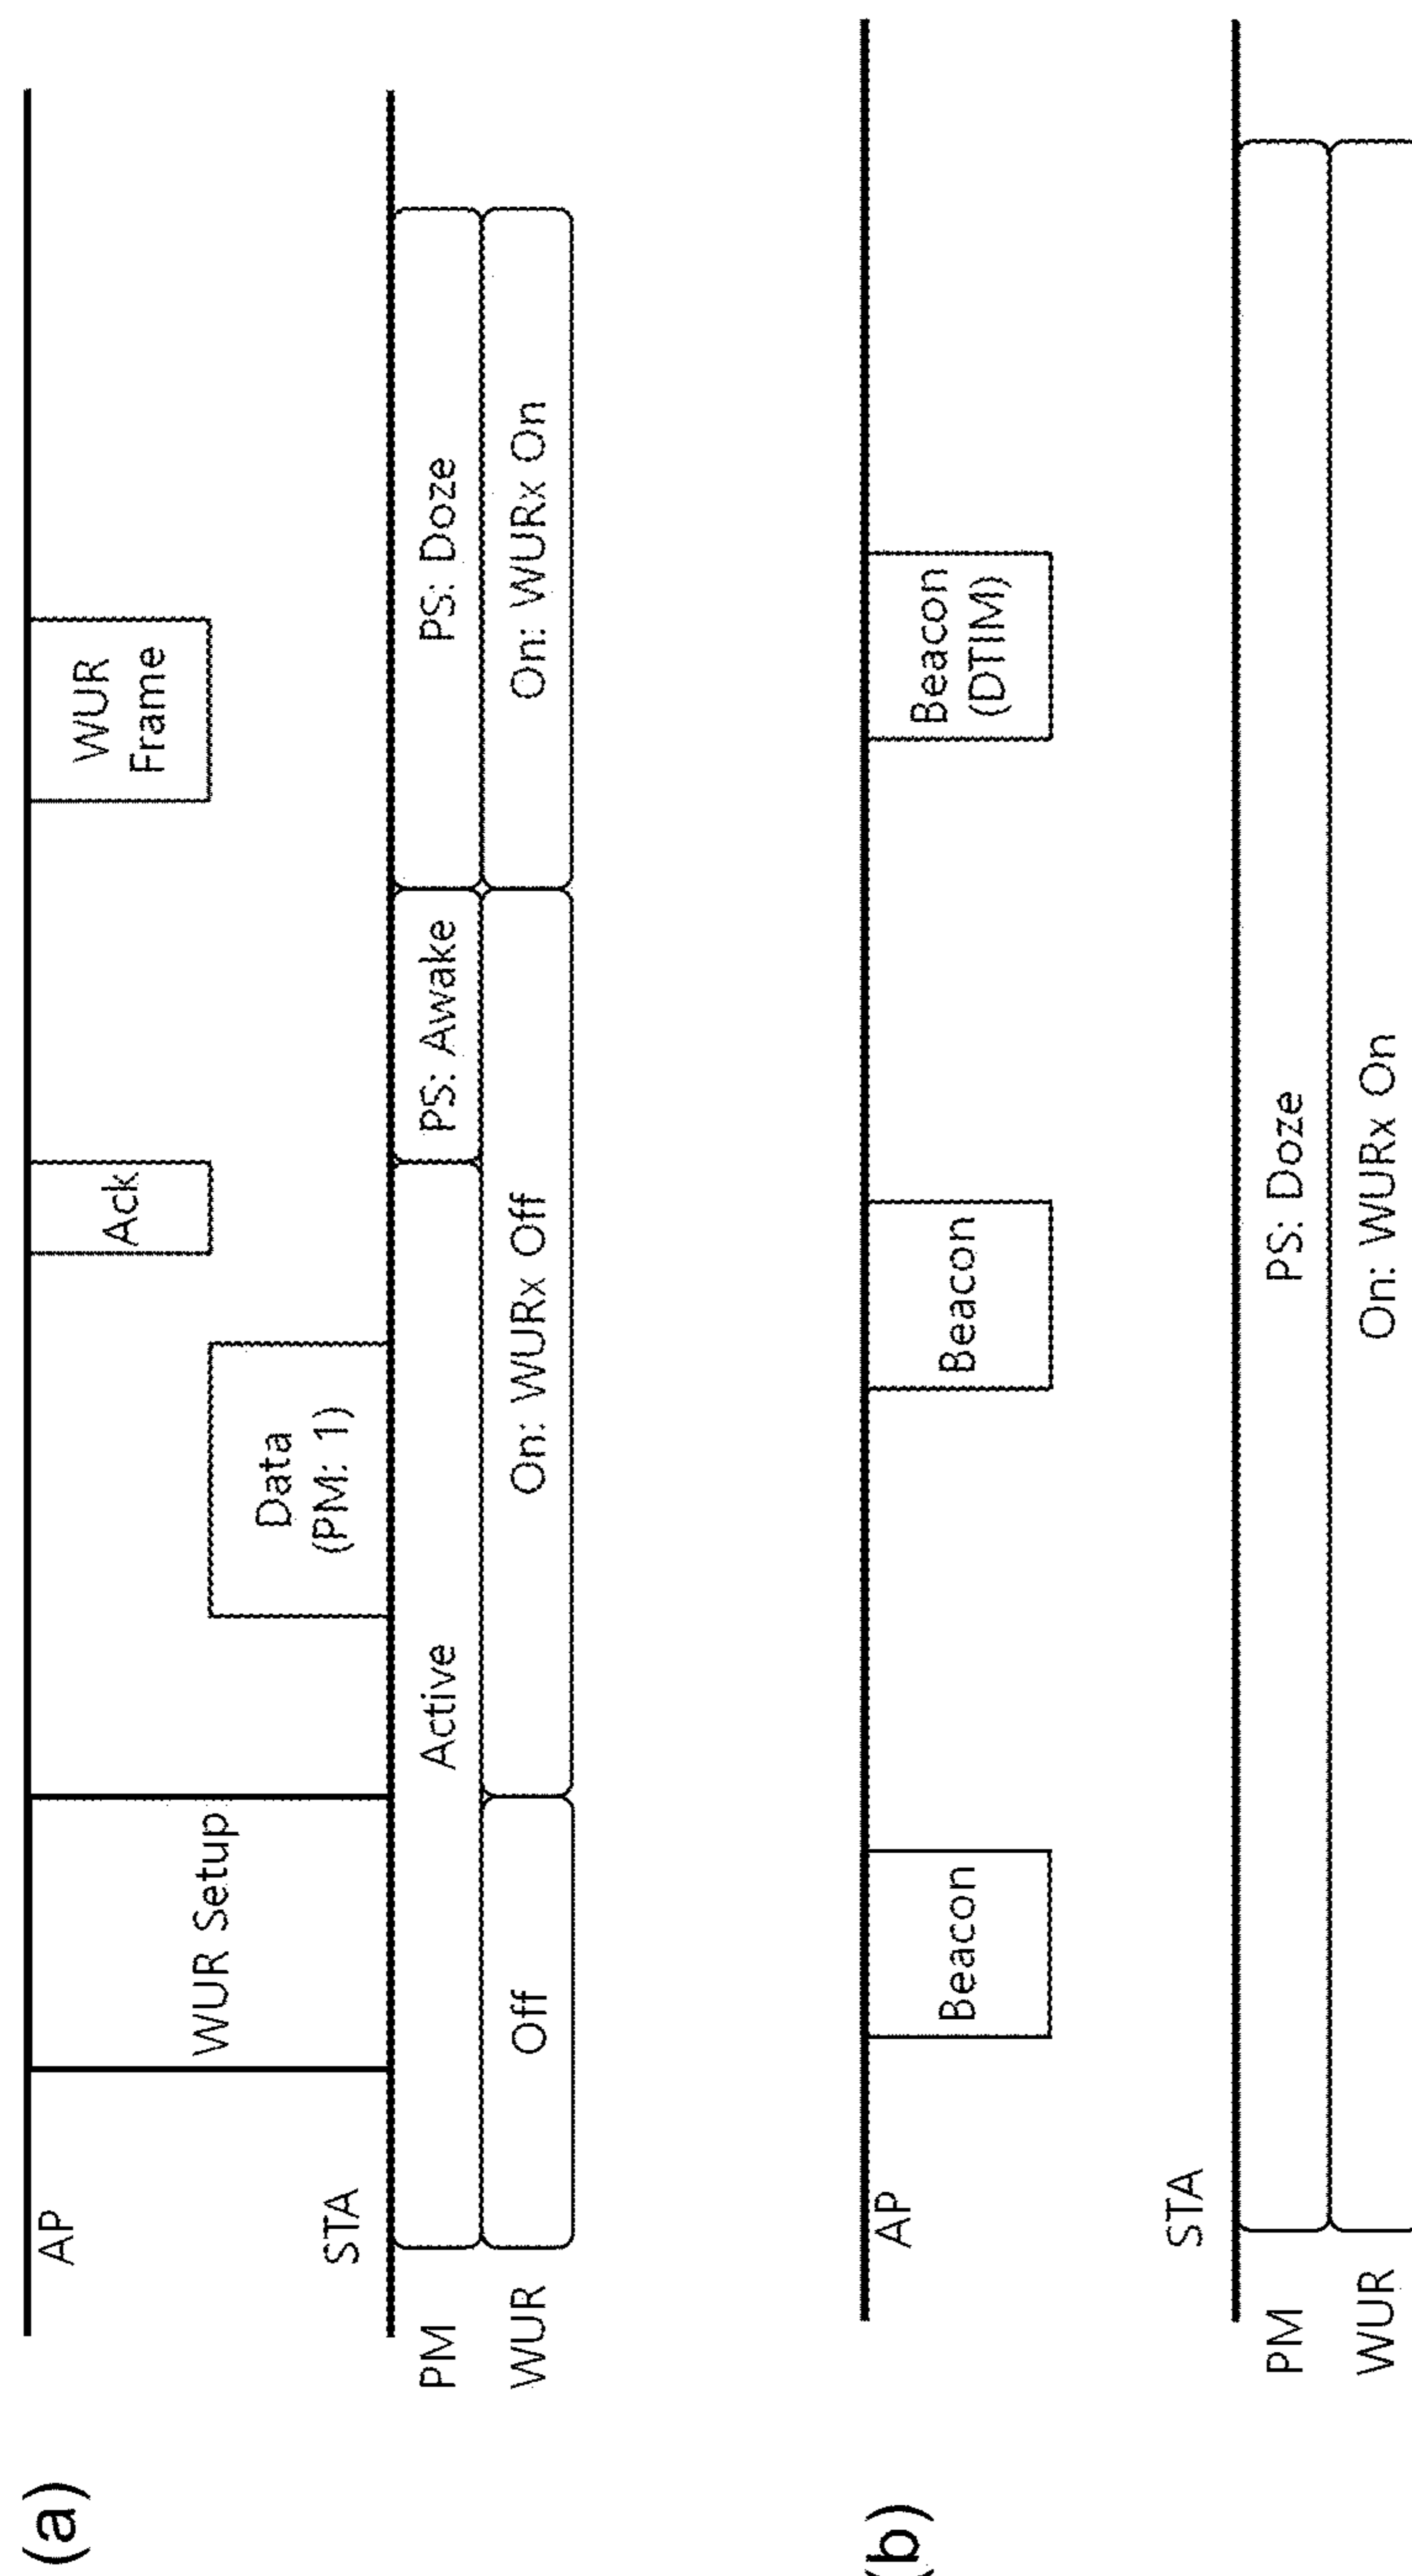 (a)
AP
WUR Setup
Ack
WUR
Frame
Data
(PM: 1)
STA
PM
Active
PS: Awake
PS: Doze
WUR
Off
On: WURx Off
On: WURx On
(b)
AP
Beacon
Beacon
Beacon
(DTIM)
STA
PM
PS: Doze
WUR
On: WURx On